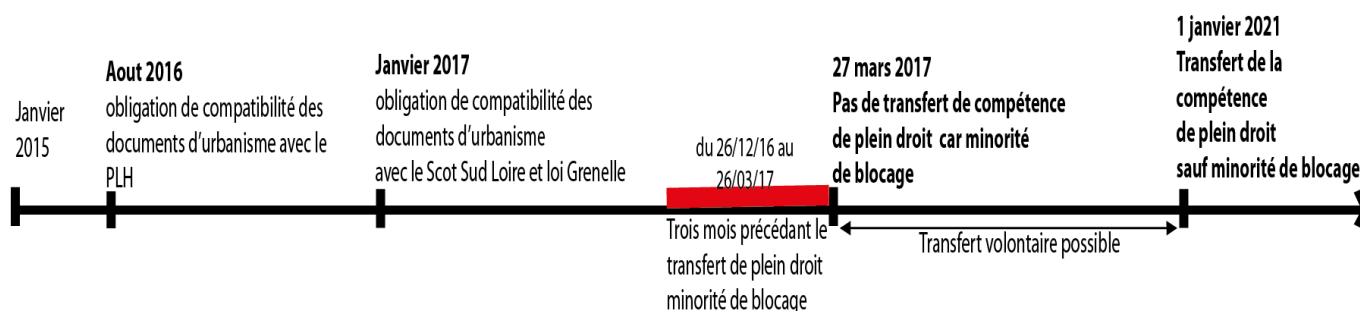 Janvier
2015
Aout 2016
obligation de compatibilité des
documents d'urbanisme avec le
PLH
Janvier 2017
obligation de compatibilité des
documents d'urbanisme
avec le Scot Sud Loire et loi Grenelle
du 26/12/16 au
26/03/17
Trois mois précédant le
transfert de plein droit
minorité de blocage
27 mars 2017
Pas de transfert de compétence
de plein droit car minorité
de blocage
Transfert volontaire possible
1 janvier 2021
Transfert de la
compétence
de plein droit
sauf minorité de blocage